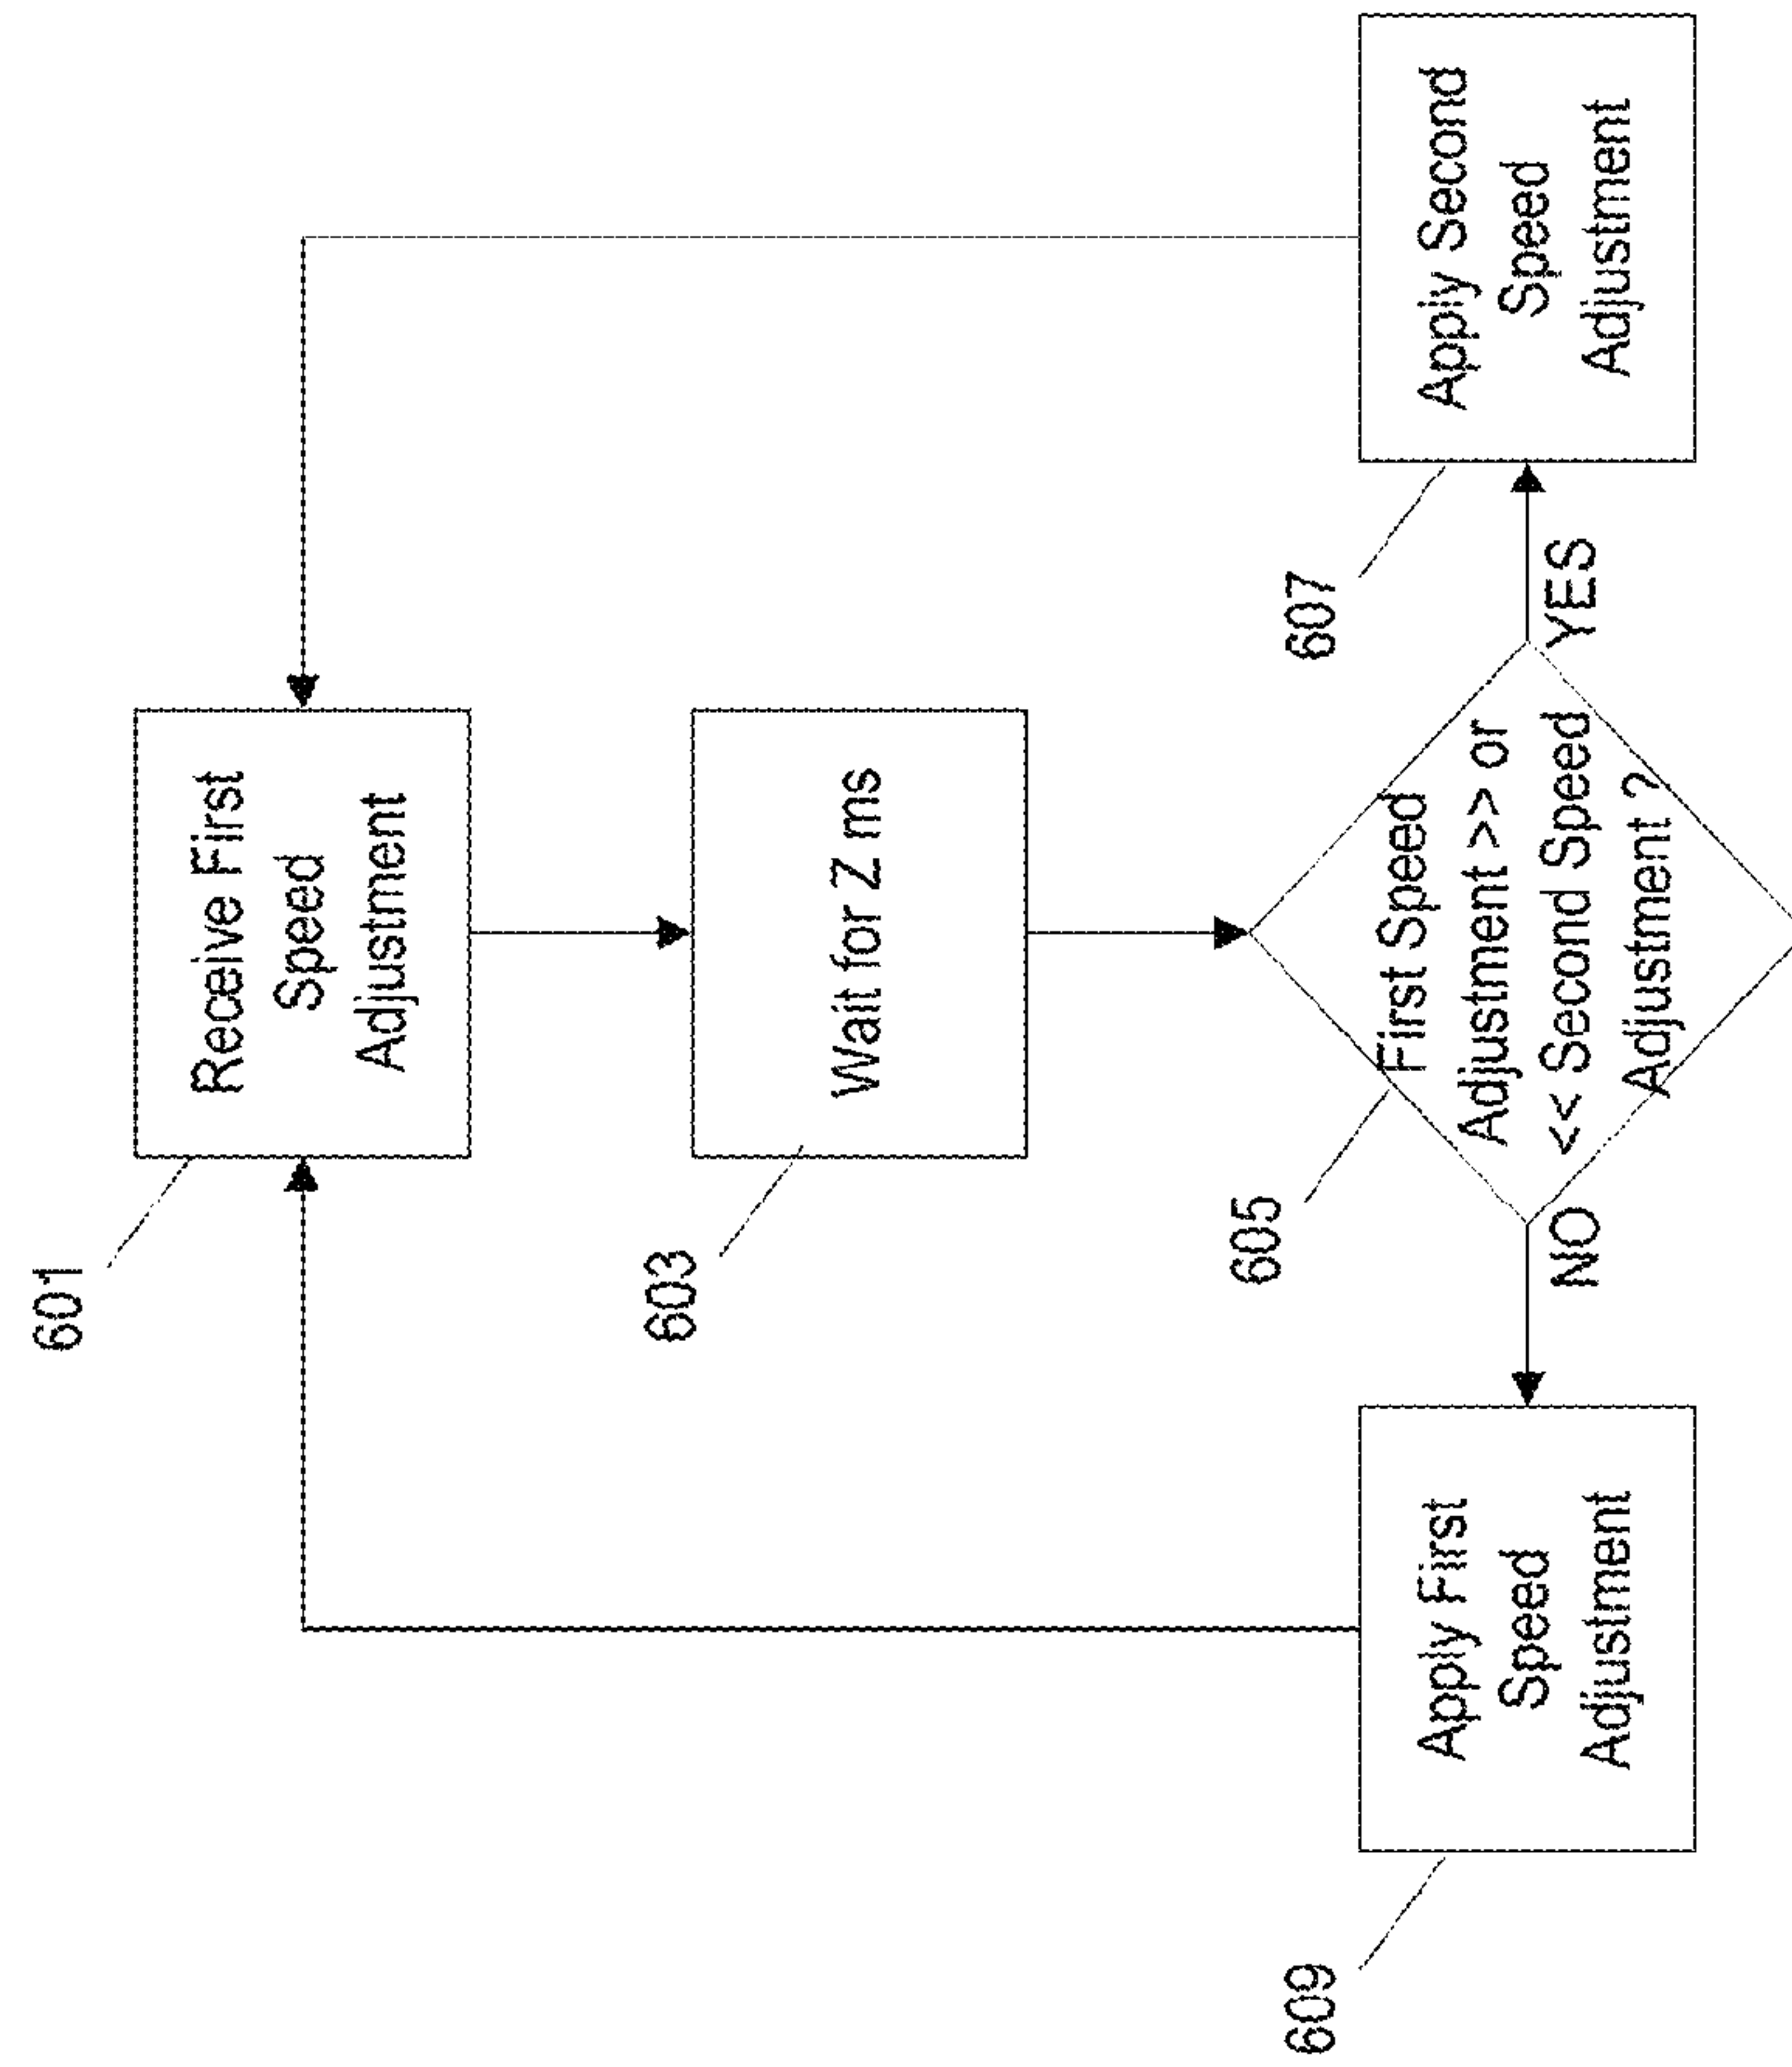 601
Receive First
Speed
Adjustment
603
Wait for Z ms
605
First Speed
Adjustment >> or
<< Second Speed
Adjustment ?
NO
YES
609
Apply First
Speed
Adjustment
607
Apply Second
Speed
Adjustment